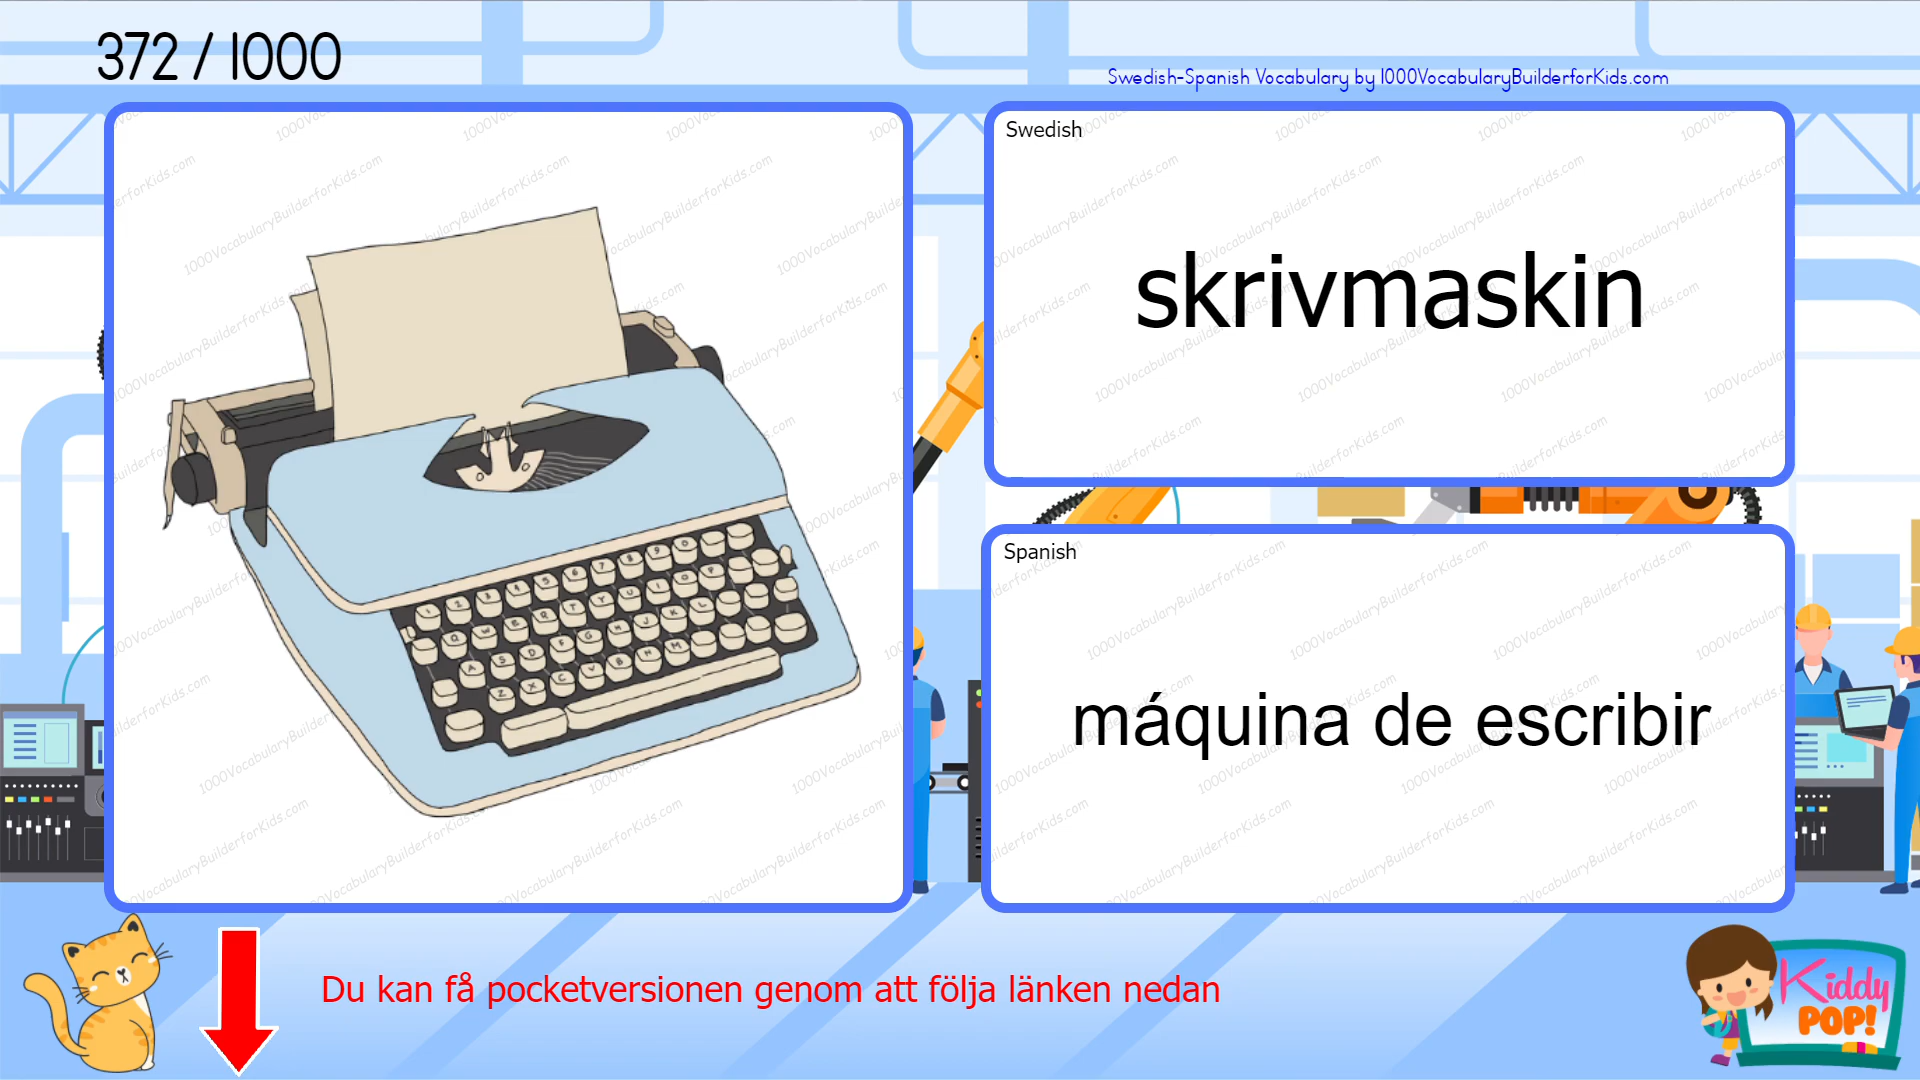 372 / 1000
Swedish-Spanish Vocabulary by 1000VocabularyBuilderforKids.com
Swedish
skrivmaskin
Spanish
máquina de escribir
Du kan få pocketversionen genom att följa länken nedan
Kiddy
POP!